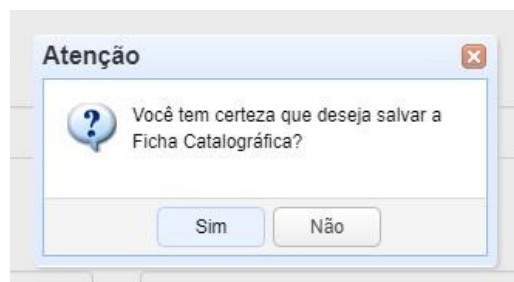 Atenção
Você tem certeza que deseja salvar a
Ficha Catalográfica?
Sim
Não